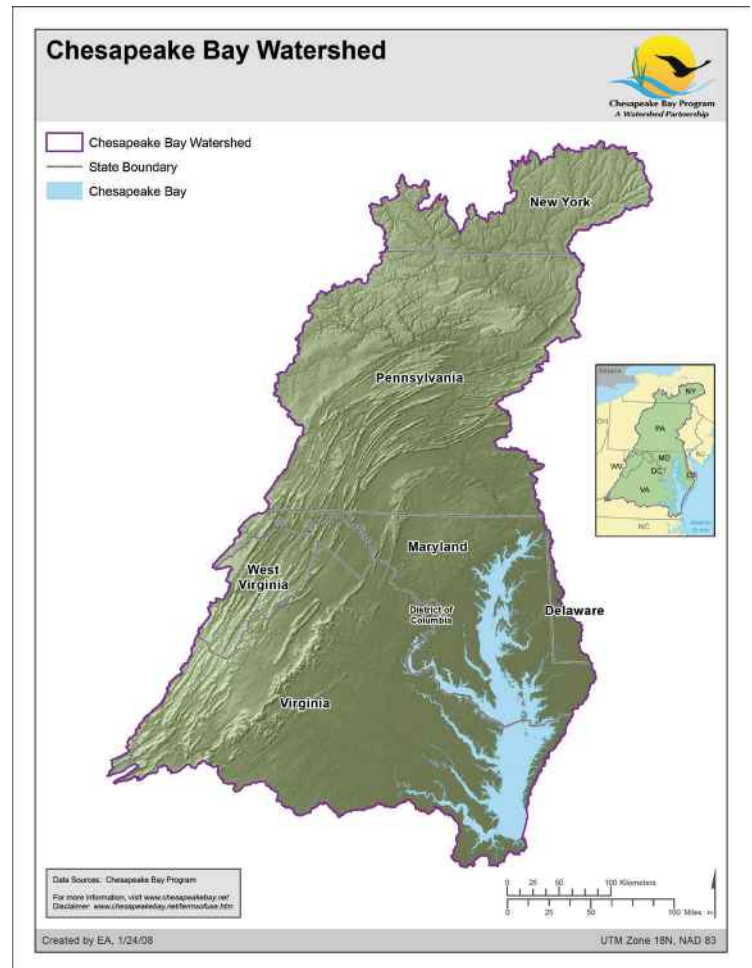 Chesapeake Bay Watershed
Chesapeake Bay Program
A Watershed Partnership
Chesapeake Bay Watershed
State Boundary
Chesapeake Bay
New York
Pennsylvania
Maryland
West
Virginia
District of
Columbia
Delaware
Virginia
NY
PA
OH
NJ
MD
WV
DC
DE
VA
NC
Data Sources: Chesapeake Bay Program
For more information, visit www.chesapeakebay.net
Disclaimer: www.chesapeakebay.net/termsofuse.htm
0 25 50 100 Kilometers
0 25 50 100 Miles
Created by EA, 1/24/08
UTM Zone 18N, NAD 83